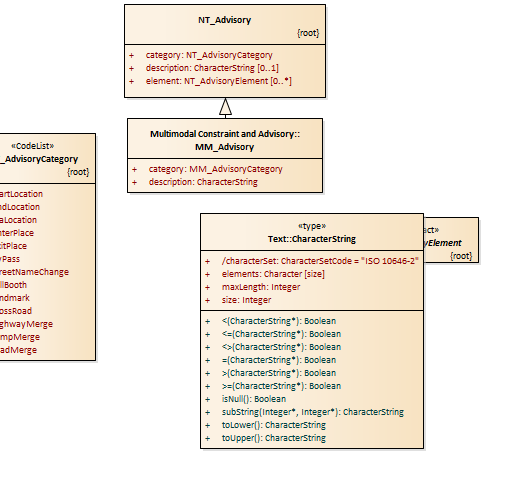 NT_Advisory
{root}
+ category: NT_AdvisoryCategory
+ description: CharacterString [0..1]
+ element: NT_AdvisoryElement [0..*]
Multimodal Constraint and Advisory::
MM_Advisory
+ category: MM_AdvisoryCategory
+ description: CharacterString
«CodeList»
_AdvisoryCategory
{root}
artLocation
ndLocation
aLocation
nterPlace
itPlace
yPass
reetNameChange
llBooth
ndmark
ossRoad
ghwayMerge
mpMerge
adMerge
«type»
Text::CharacterString
+ /characterSet: CharacterSetCode = "ISO 10646-2"
+ elements: Character [size]
+ maxLength: Integer
+ size: Integer
+ <(CharacterString*): Boolean
+ <=(CharacterString*): Boolean
+ <>(CharacterString*): Boolean
+ =(CharacterString*): Boolean
+ >(CharacterString*): Boolean
+ >=(CharacterString*): Boolean
+ isNull(): Boolean
+ subString(Integer*, Integer*): CharacterString
+ toLower(): CharacterString
+ toUpper(): CharacterString
act»
yElement
{root}